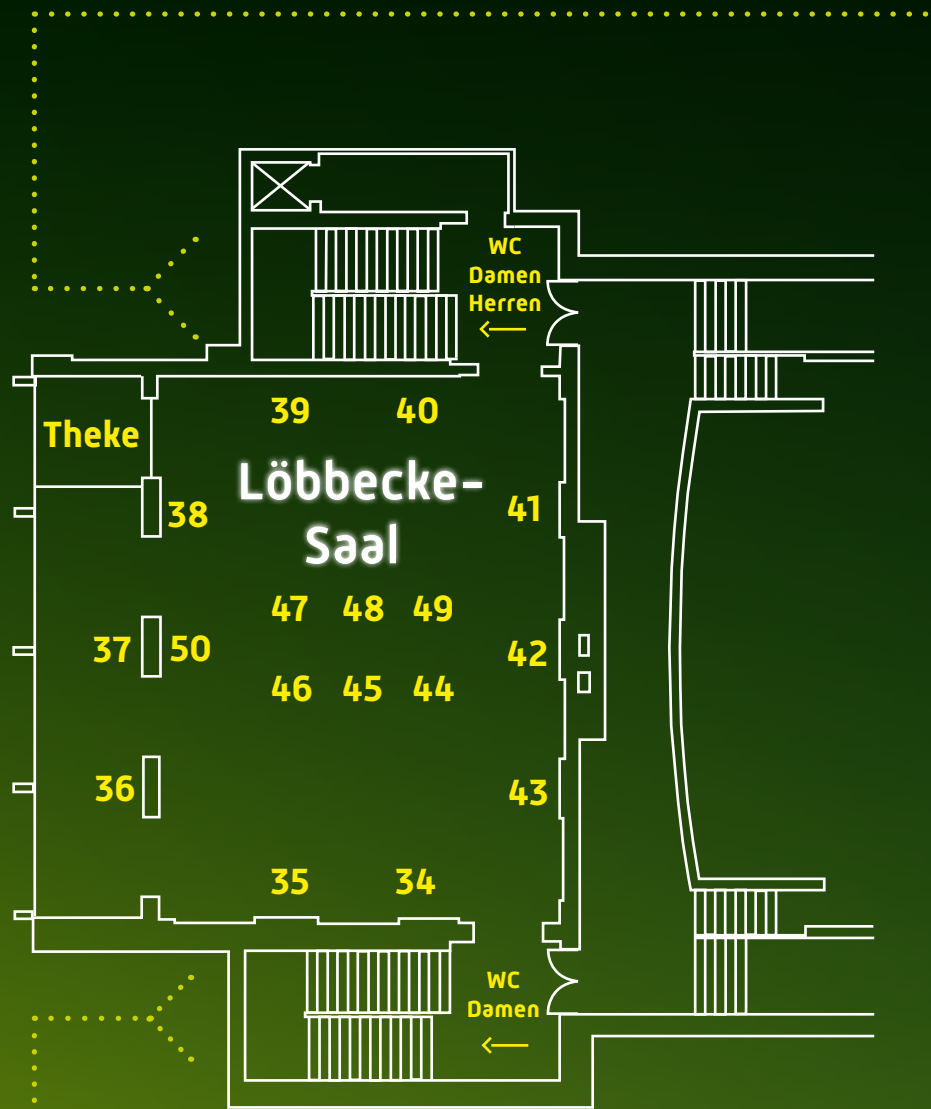 WC
Damen
Herren
39 40
Theke
Löbbecke-
Saal
38
41
47 48 49
37 50
42
46 45 44
36
43
35 34
WC
Damen